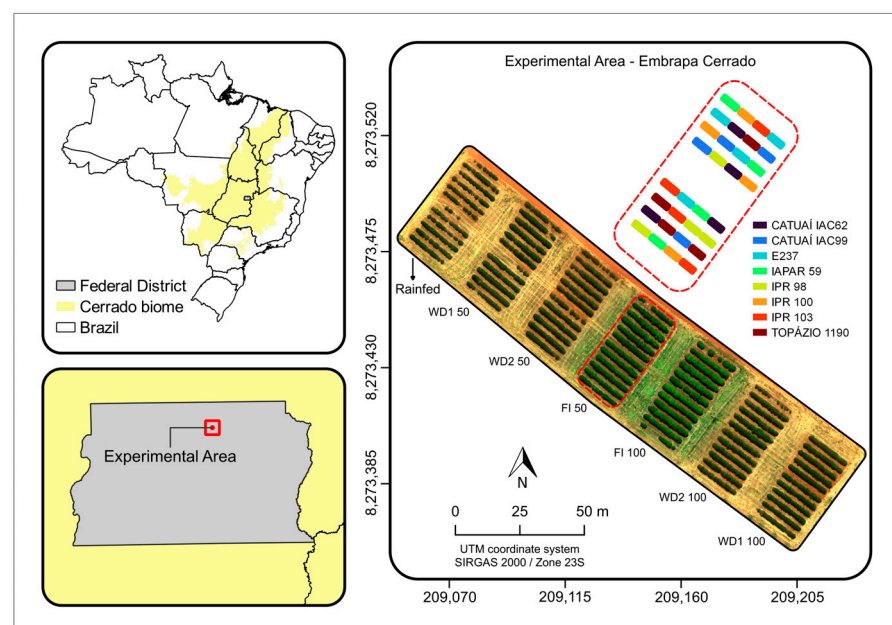 Federal District
Cerrado biome
Brazil
Experimental Area
Experimental Area - Embrapa Cerrado
8,273,520
8,273,475
8,273,430
8,273,385
CATUAÍ IAC62
CATUAÍ IAC99
E237
IAPAR 59
IPR 98
IPR 100
IPR 103
TOPÁZIO 1190
Rainfed
WD1 50
WD2 50
FI 50
FI 100
WD2 100
WD1 100
N
0 25 50 m
UTM coordinate system
SIRGAS 2000 / Zone 23S
209,070 209,115 209,160 209,205